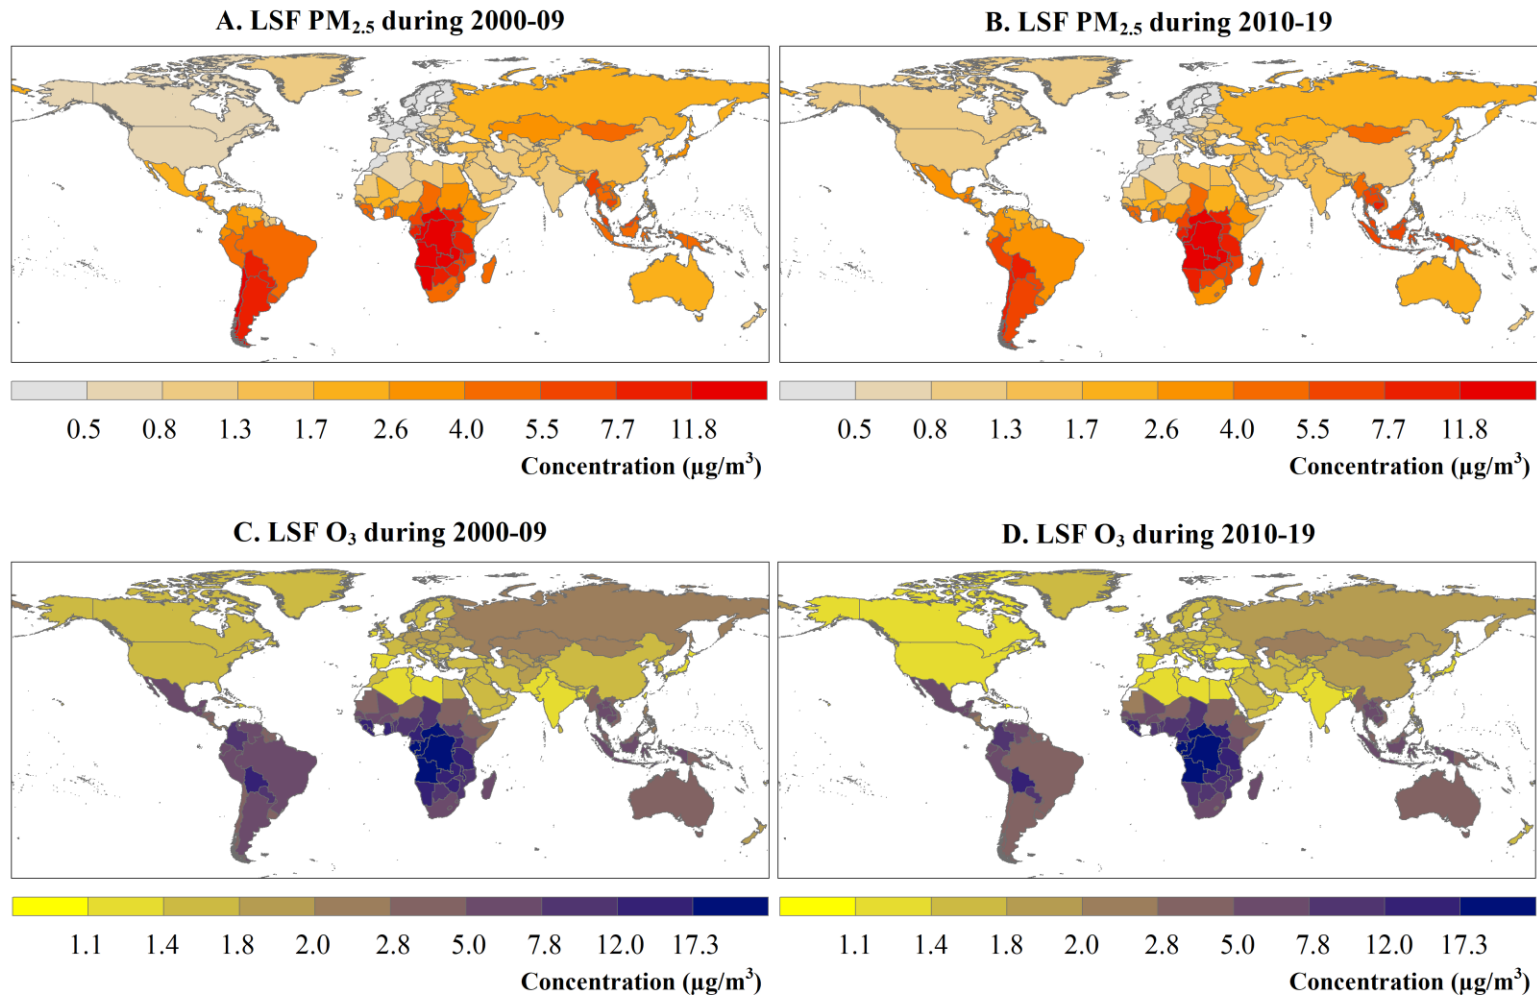 A. LSF PM2.5 during 2000-09
B. LSF PM2.5 during 2010-19
0.5 0.8 1.3 1.7 2.6 4.0 5.5 7.7 11.8
Concentration (µg/m³)
0.5 0.8 1.3 1.7 2.6 4.0 5.5 7.7 11.8
Concentration (µg/m³)
C. LSF O3 during 2000-09
D. LSF O3 during 2010-19
1.1 1.4 1.8 2.0 2.8 5.0 7.8 12.0 17.3
Concentration (µg/m³)
1.1 1.4 1.8 2.0 2.8 5.0 7.8 12.0 17.3
Concentration (µg/m³)